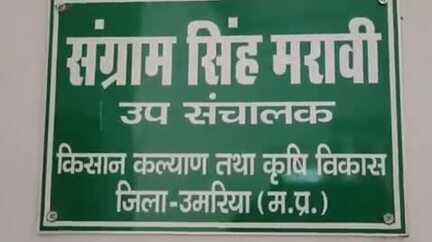 संग्राम सिंह मरावी
उप संचालक
किसान कल्याण तथा कृषि विकास
जिला-उमरिया (म.प्र.)